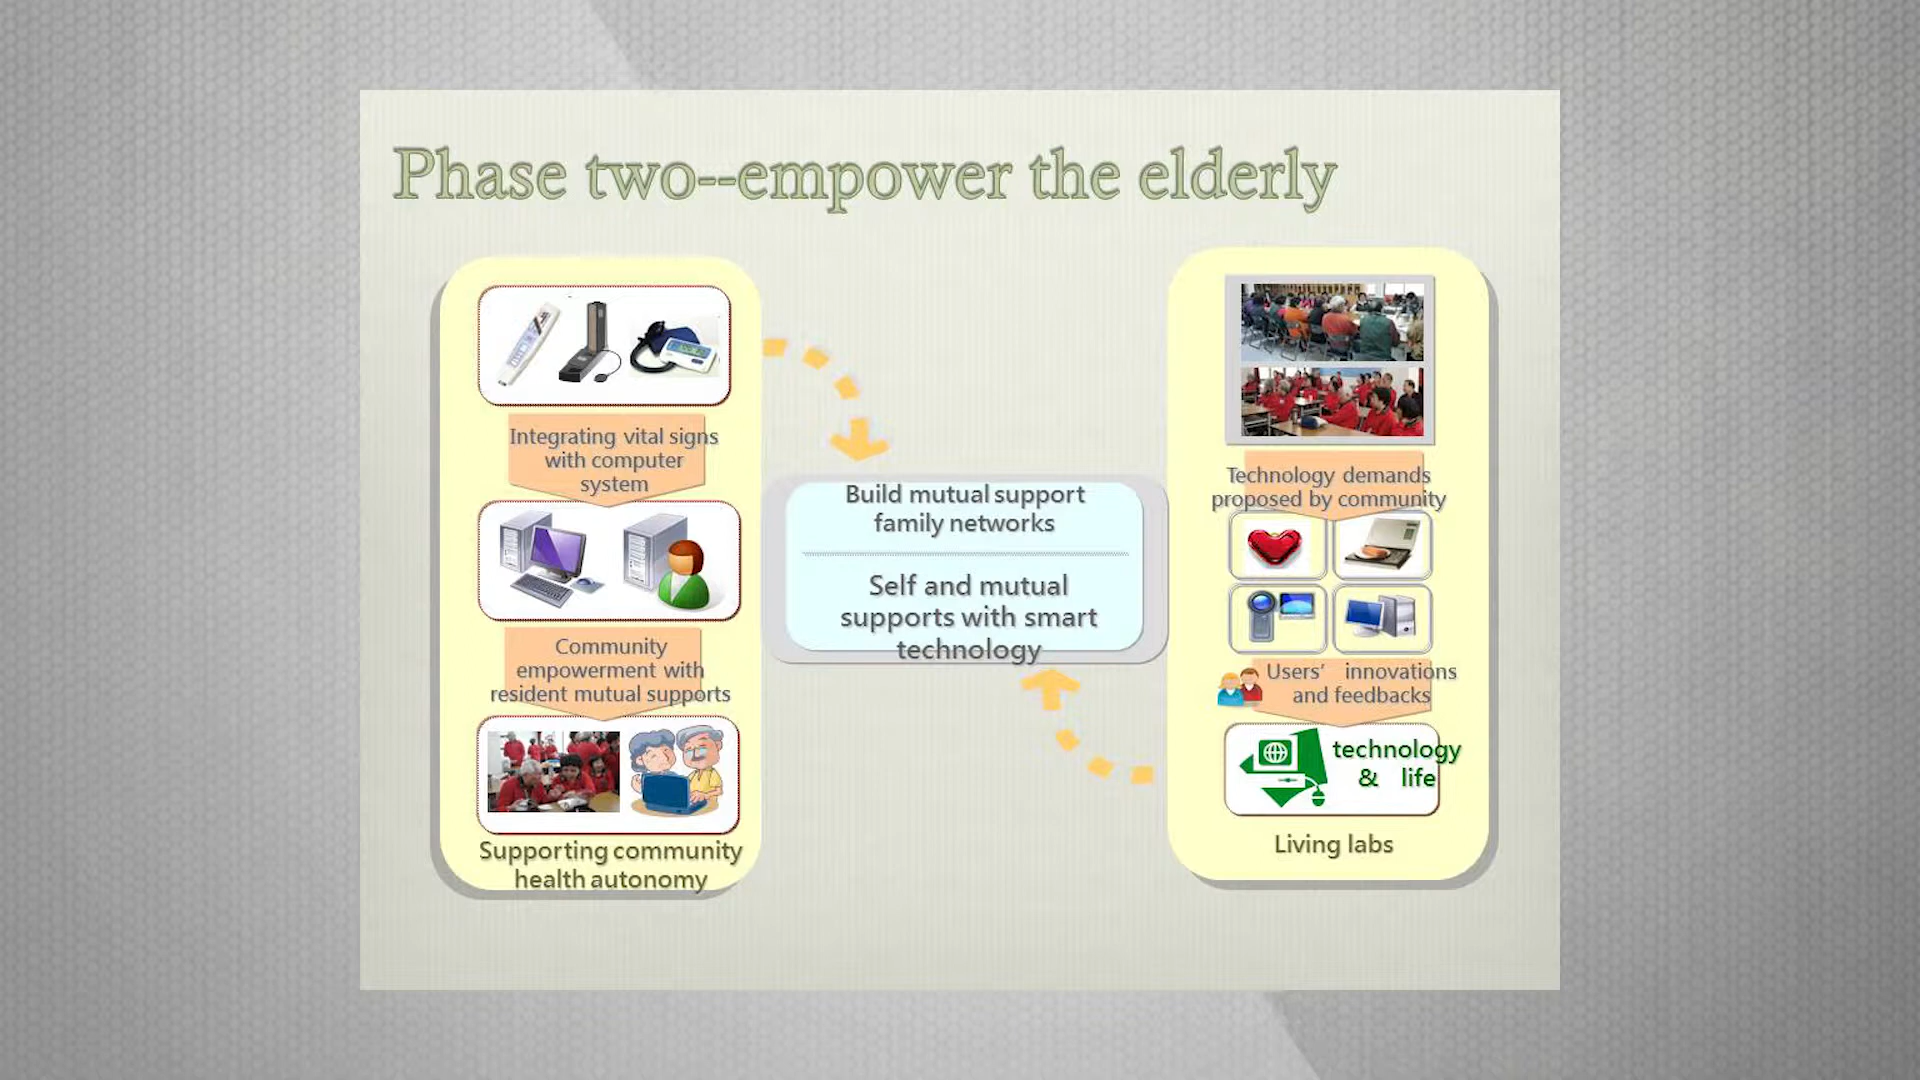 Phase two--empower the elderly
Integrating vital signs
with computer
system
Community
empowerment with
resident mutual supports
Supporting community
health autonomy
Build mutual support
family networks
Self and mutual
supports with smart
technology
Technology demands
proposed by community
Users’ innovations
and feedbacks
technology
& life
Living labs